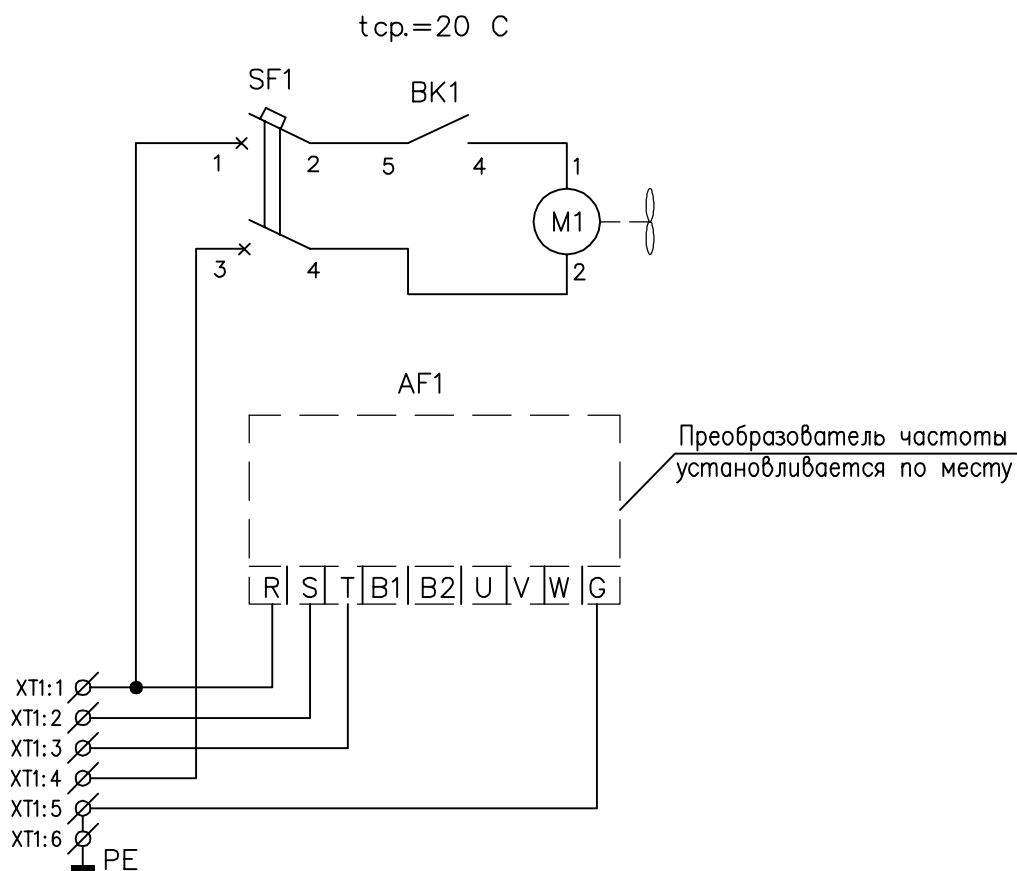 tср.=20 С
SF1
BK1
1
2
5
4
1
M1
3
4
2
AF1
Преобразователь частоты
установливается по месту
R S T B1 B2 U V W G
XT1:1
XT1:2
XT1:3
XT1:4
XT1:5
XT1:6
PE